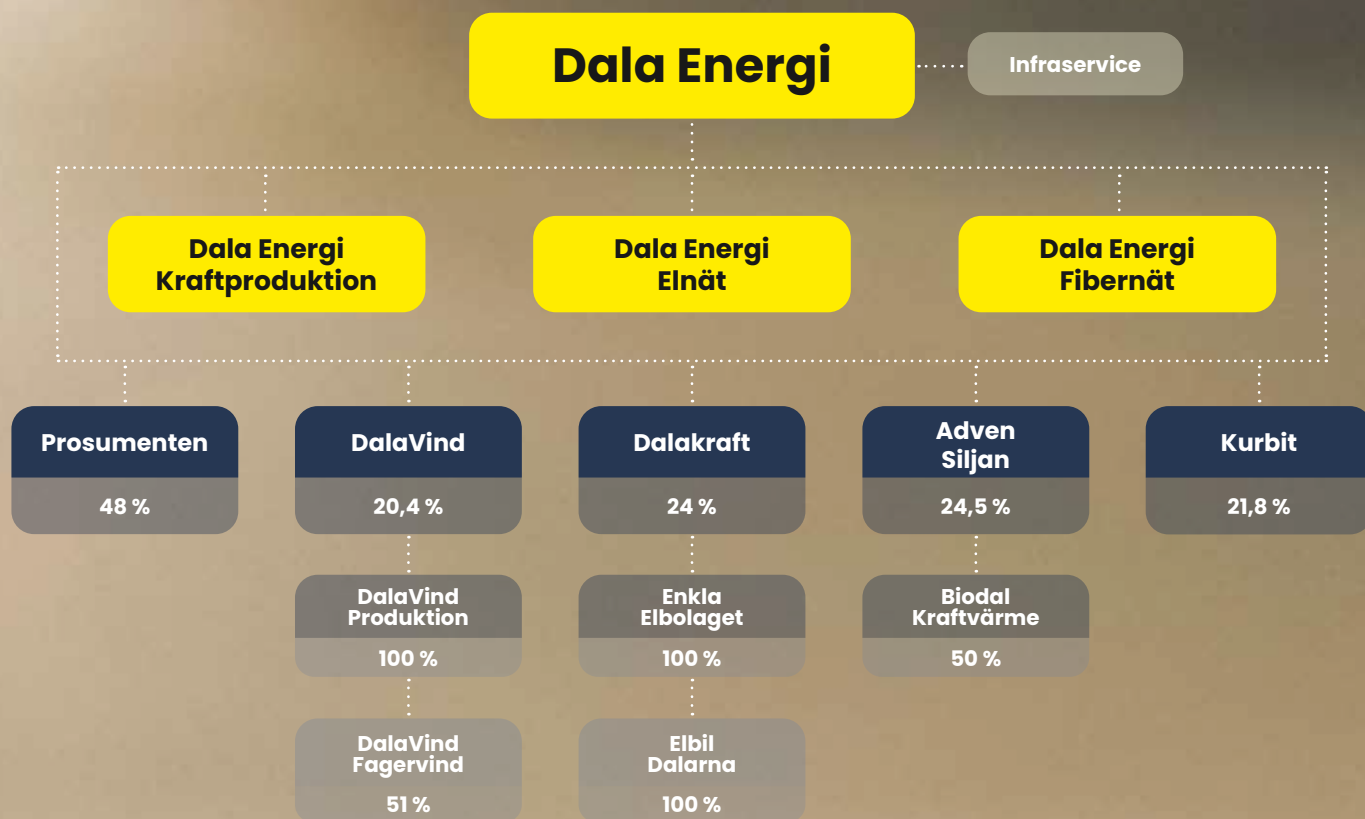 Dala Energi
Infraservice
Dala Energi
Kraftproduktion
Dala Energi
Elnät
Dala Energi
Fibernät
Prosumenten
48 %
DalaVind
20,4 %
Dalakraft
24 %
Adven
Siljan
24,5 %
Kurbit
21,8 %
DalaVind
Produktion
100 %
Enkla
Elbolaget
100 %
Biodal
Kraftvärme
50 %
DalaVind
Fagervind
51 %
Elbil
Dalarna
100 %